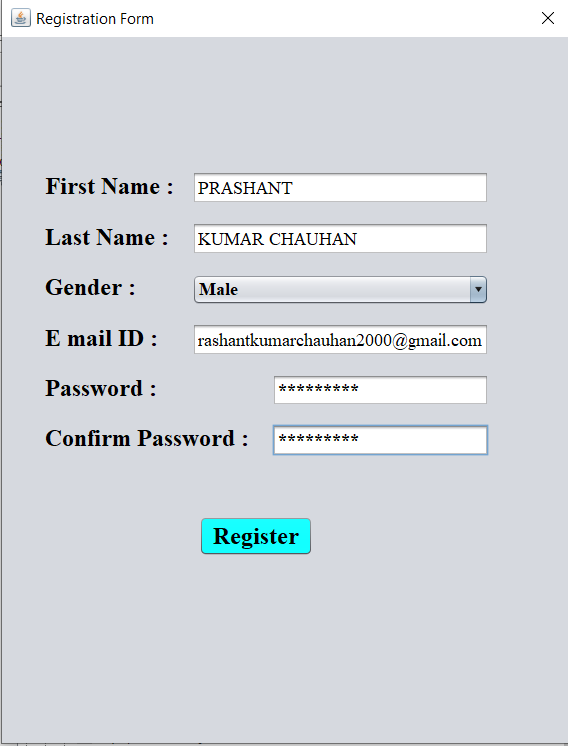 Registration Form
First Name : PRASHANT
Last Name : KUMAR CHAUHAN
Gender : Male
E mail ID : rashantkumarchauhan2000@gmail.com
Password : *********
Confirm Password : *********
Register